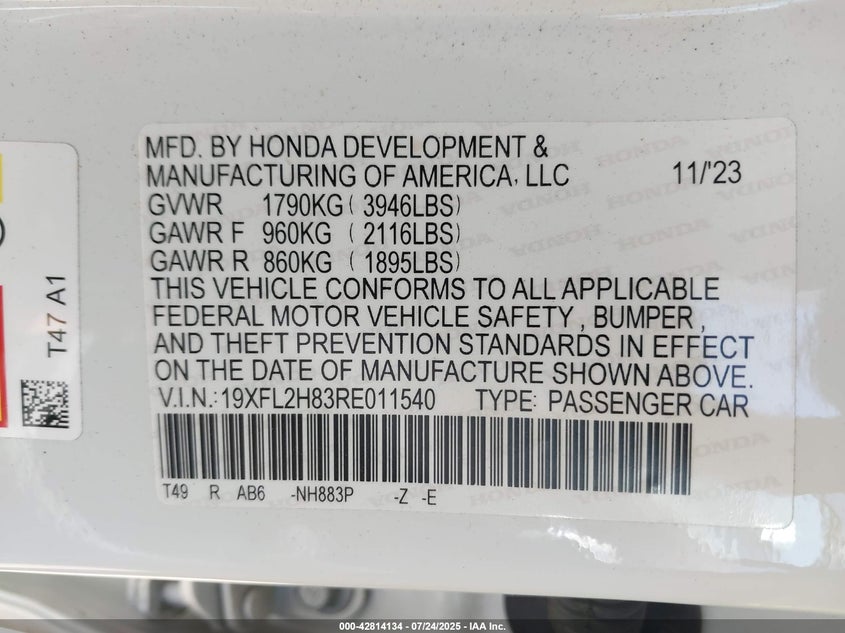 MFD. BY HONDA DEVELOPMENT &
MANUFACTURING OF AMERICA, LLC 11/'23
GVWR 1790KG ( 3946LBS)
GAWR F 960KG ( 2116LBS)
GAWR R 860KG ( 1895LBS)
THIS VEHICLE CONFORMS TO ALL APPLICABLE
FEDERAL MOTOR VEHICLE SAFETY , BUMPER ,
AND THEFT PREVENTION STANDARDS IN EFFECT
ON THE DATE OF MANUFACTURE SHOWN ABOVE.
V.I.N.: 19XFL2H83RE011540 TYPE: PASSENGER CAR
T49 R AB6 -NH883P -Z -E
T47 A1
000-42814134 - 07/24/2025 - IAA Inc.